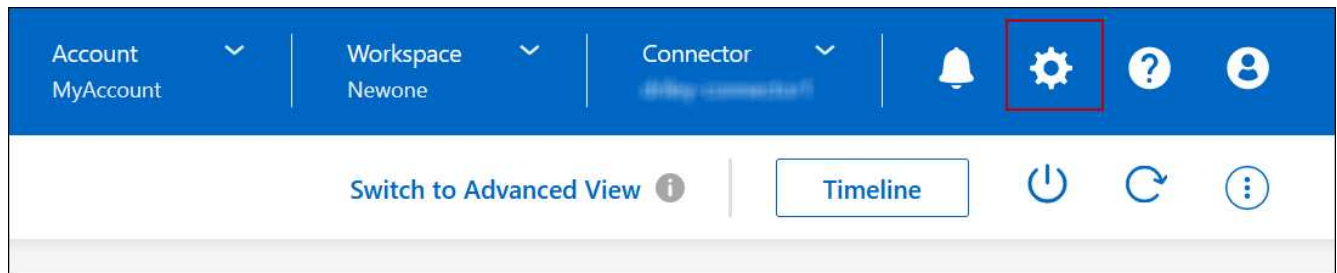 Account
MyAccount
Workspace
Newone
Connector
Switch to Advanced View
Timeline